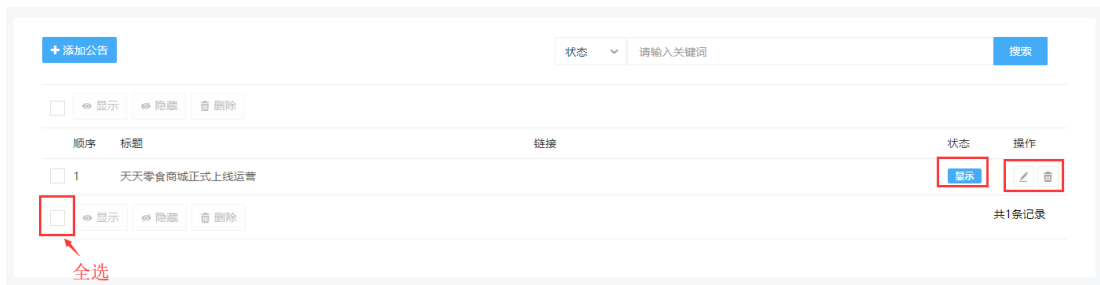 添加公告 状态 请输入关键词 搜索
显示 隐藏 删除
顺序 标题 链接 状态 操作
1 天天零食商城正式上线运营 显示
显示 隐藏 删除 共1条记录
全选